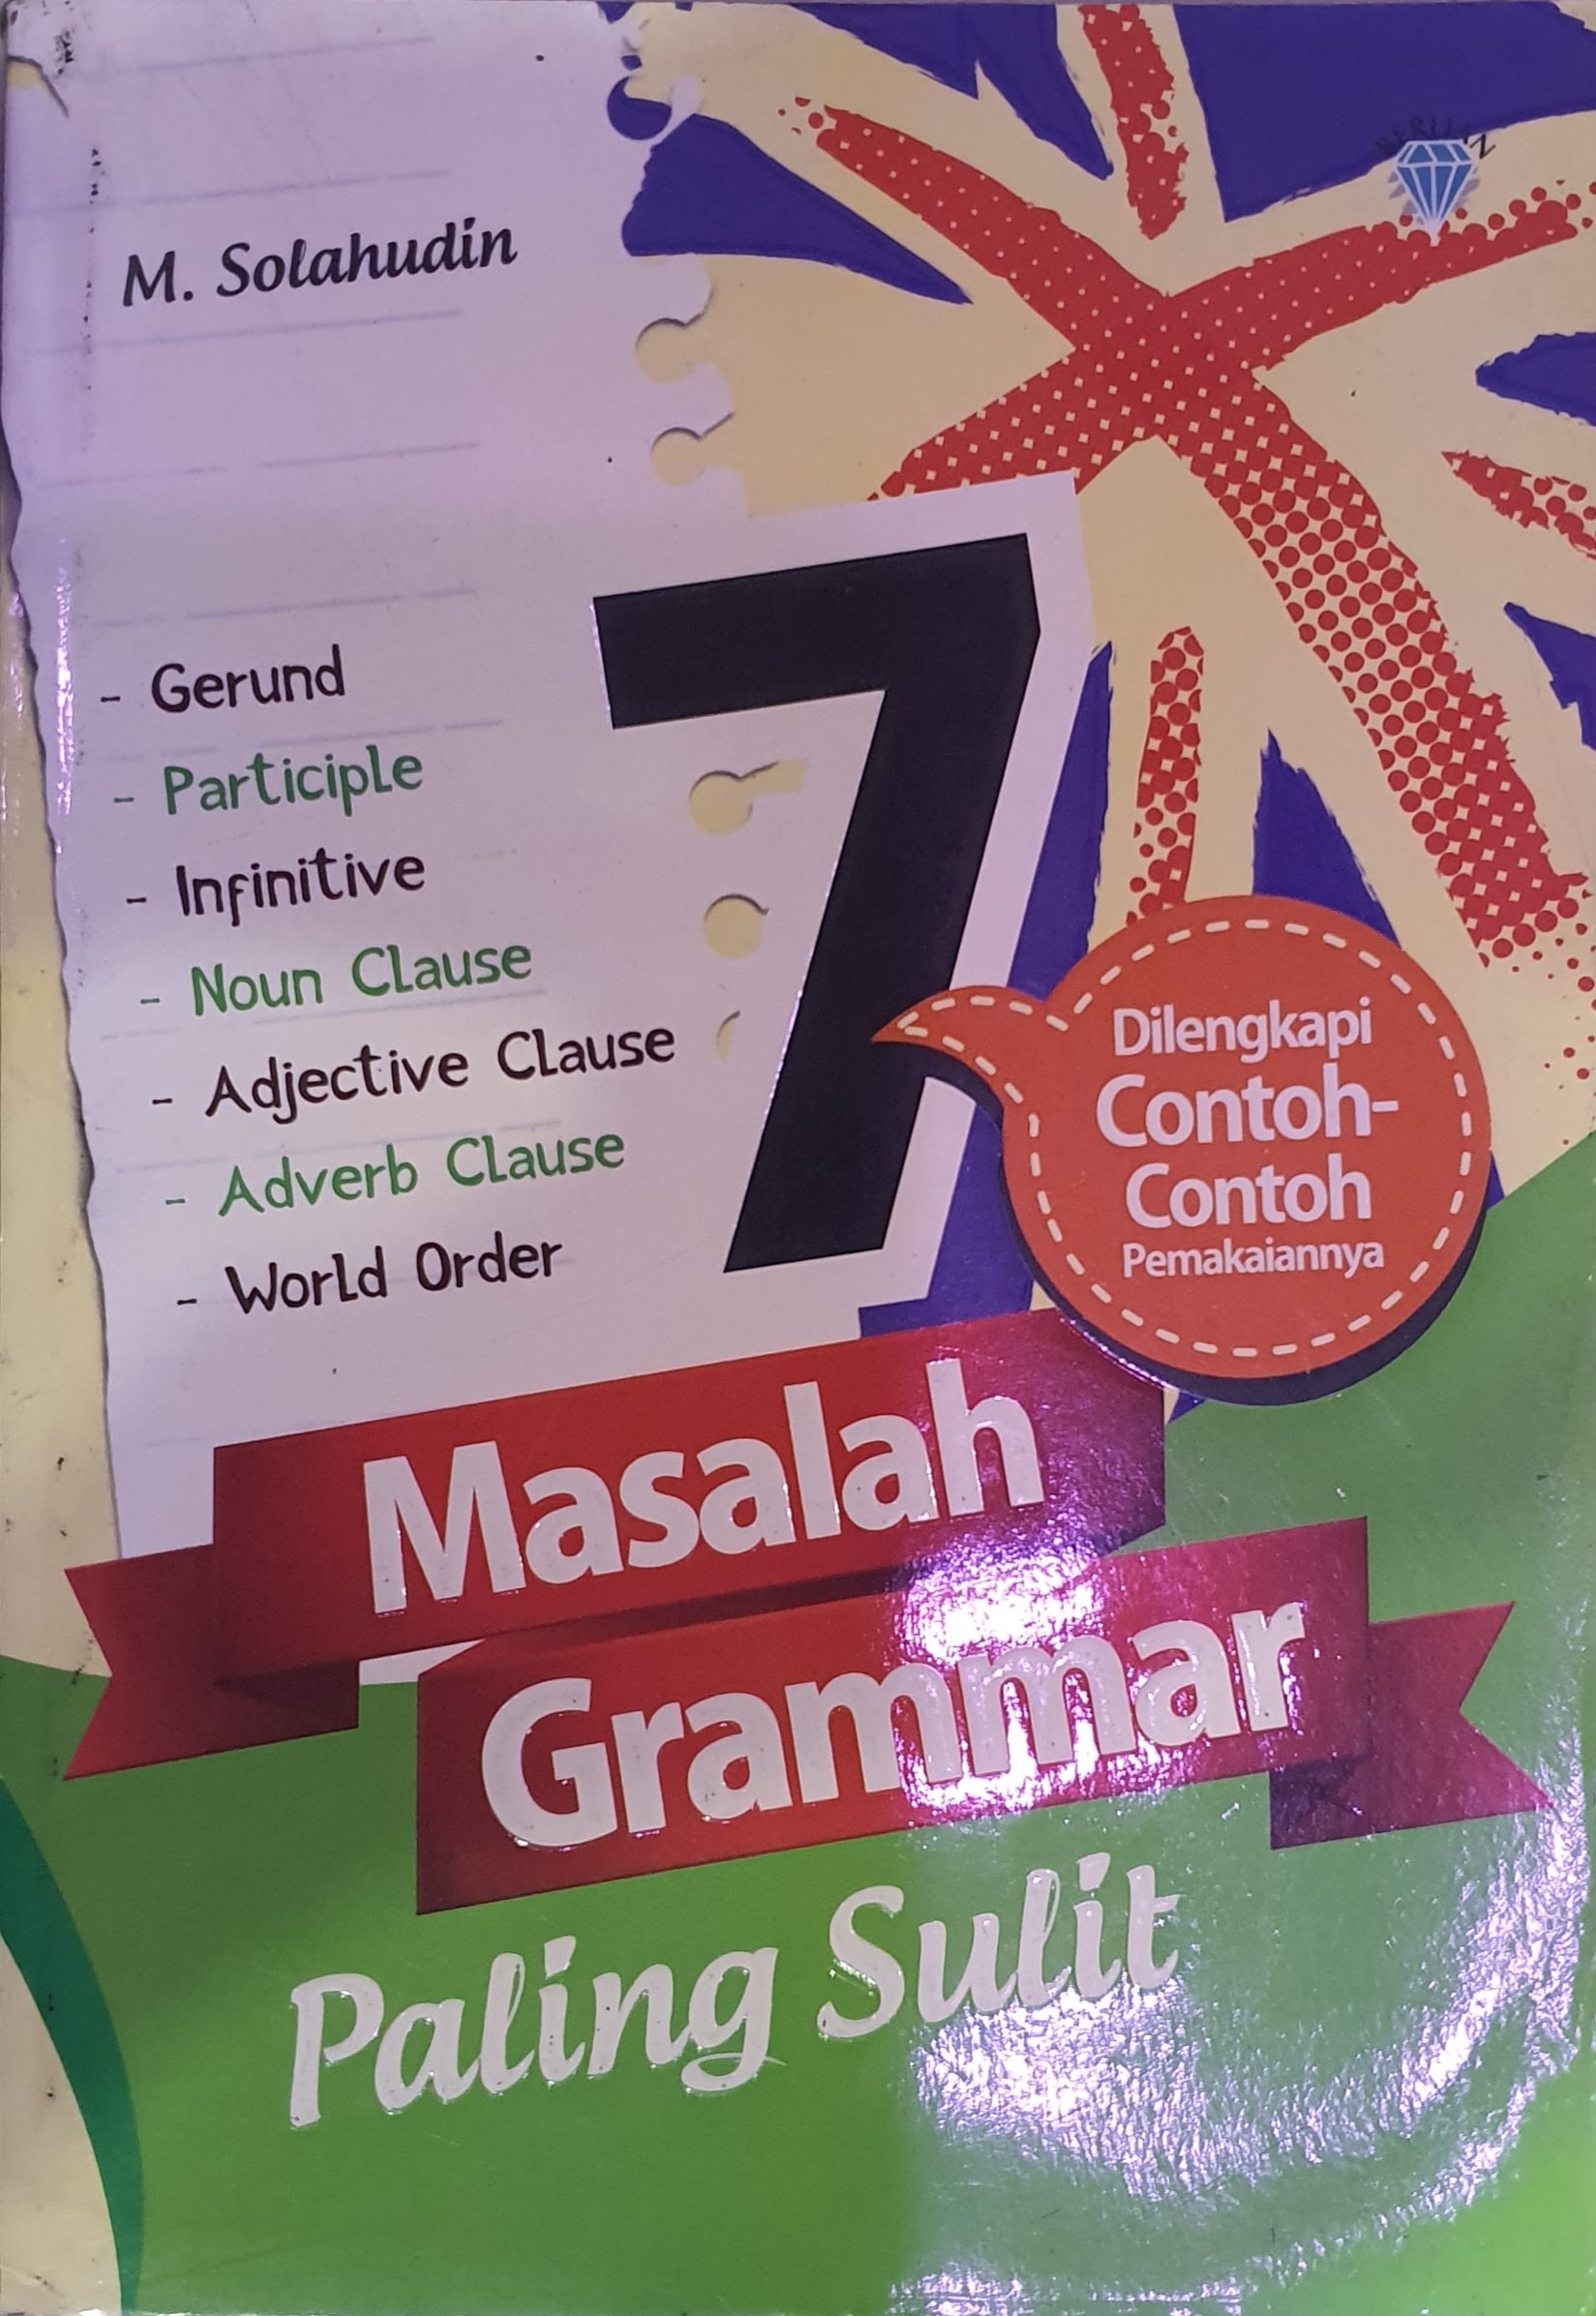 M. Solahudin
BERLIAN
7
- Gerund
- Participle
- Infinitive
- Noun Clause
- Adjective Clause
- Adverb Clause
- World Order
Dilengkapi
Contoh-
Contoh
Pemakaiannya
Masalah
Grammar
Paling Sulit